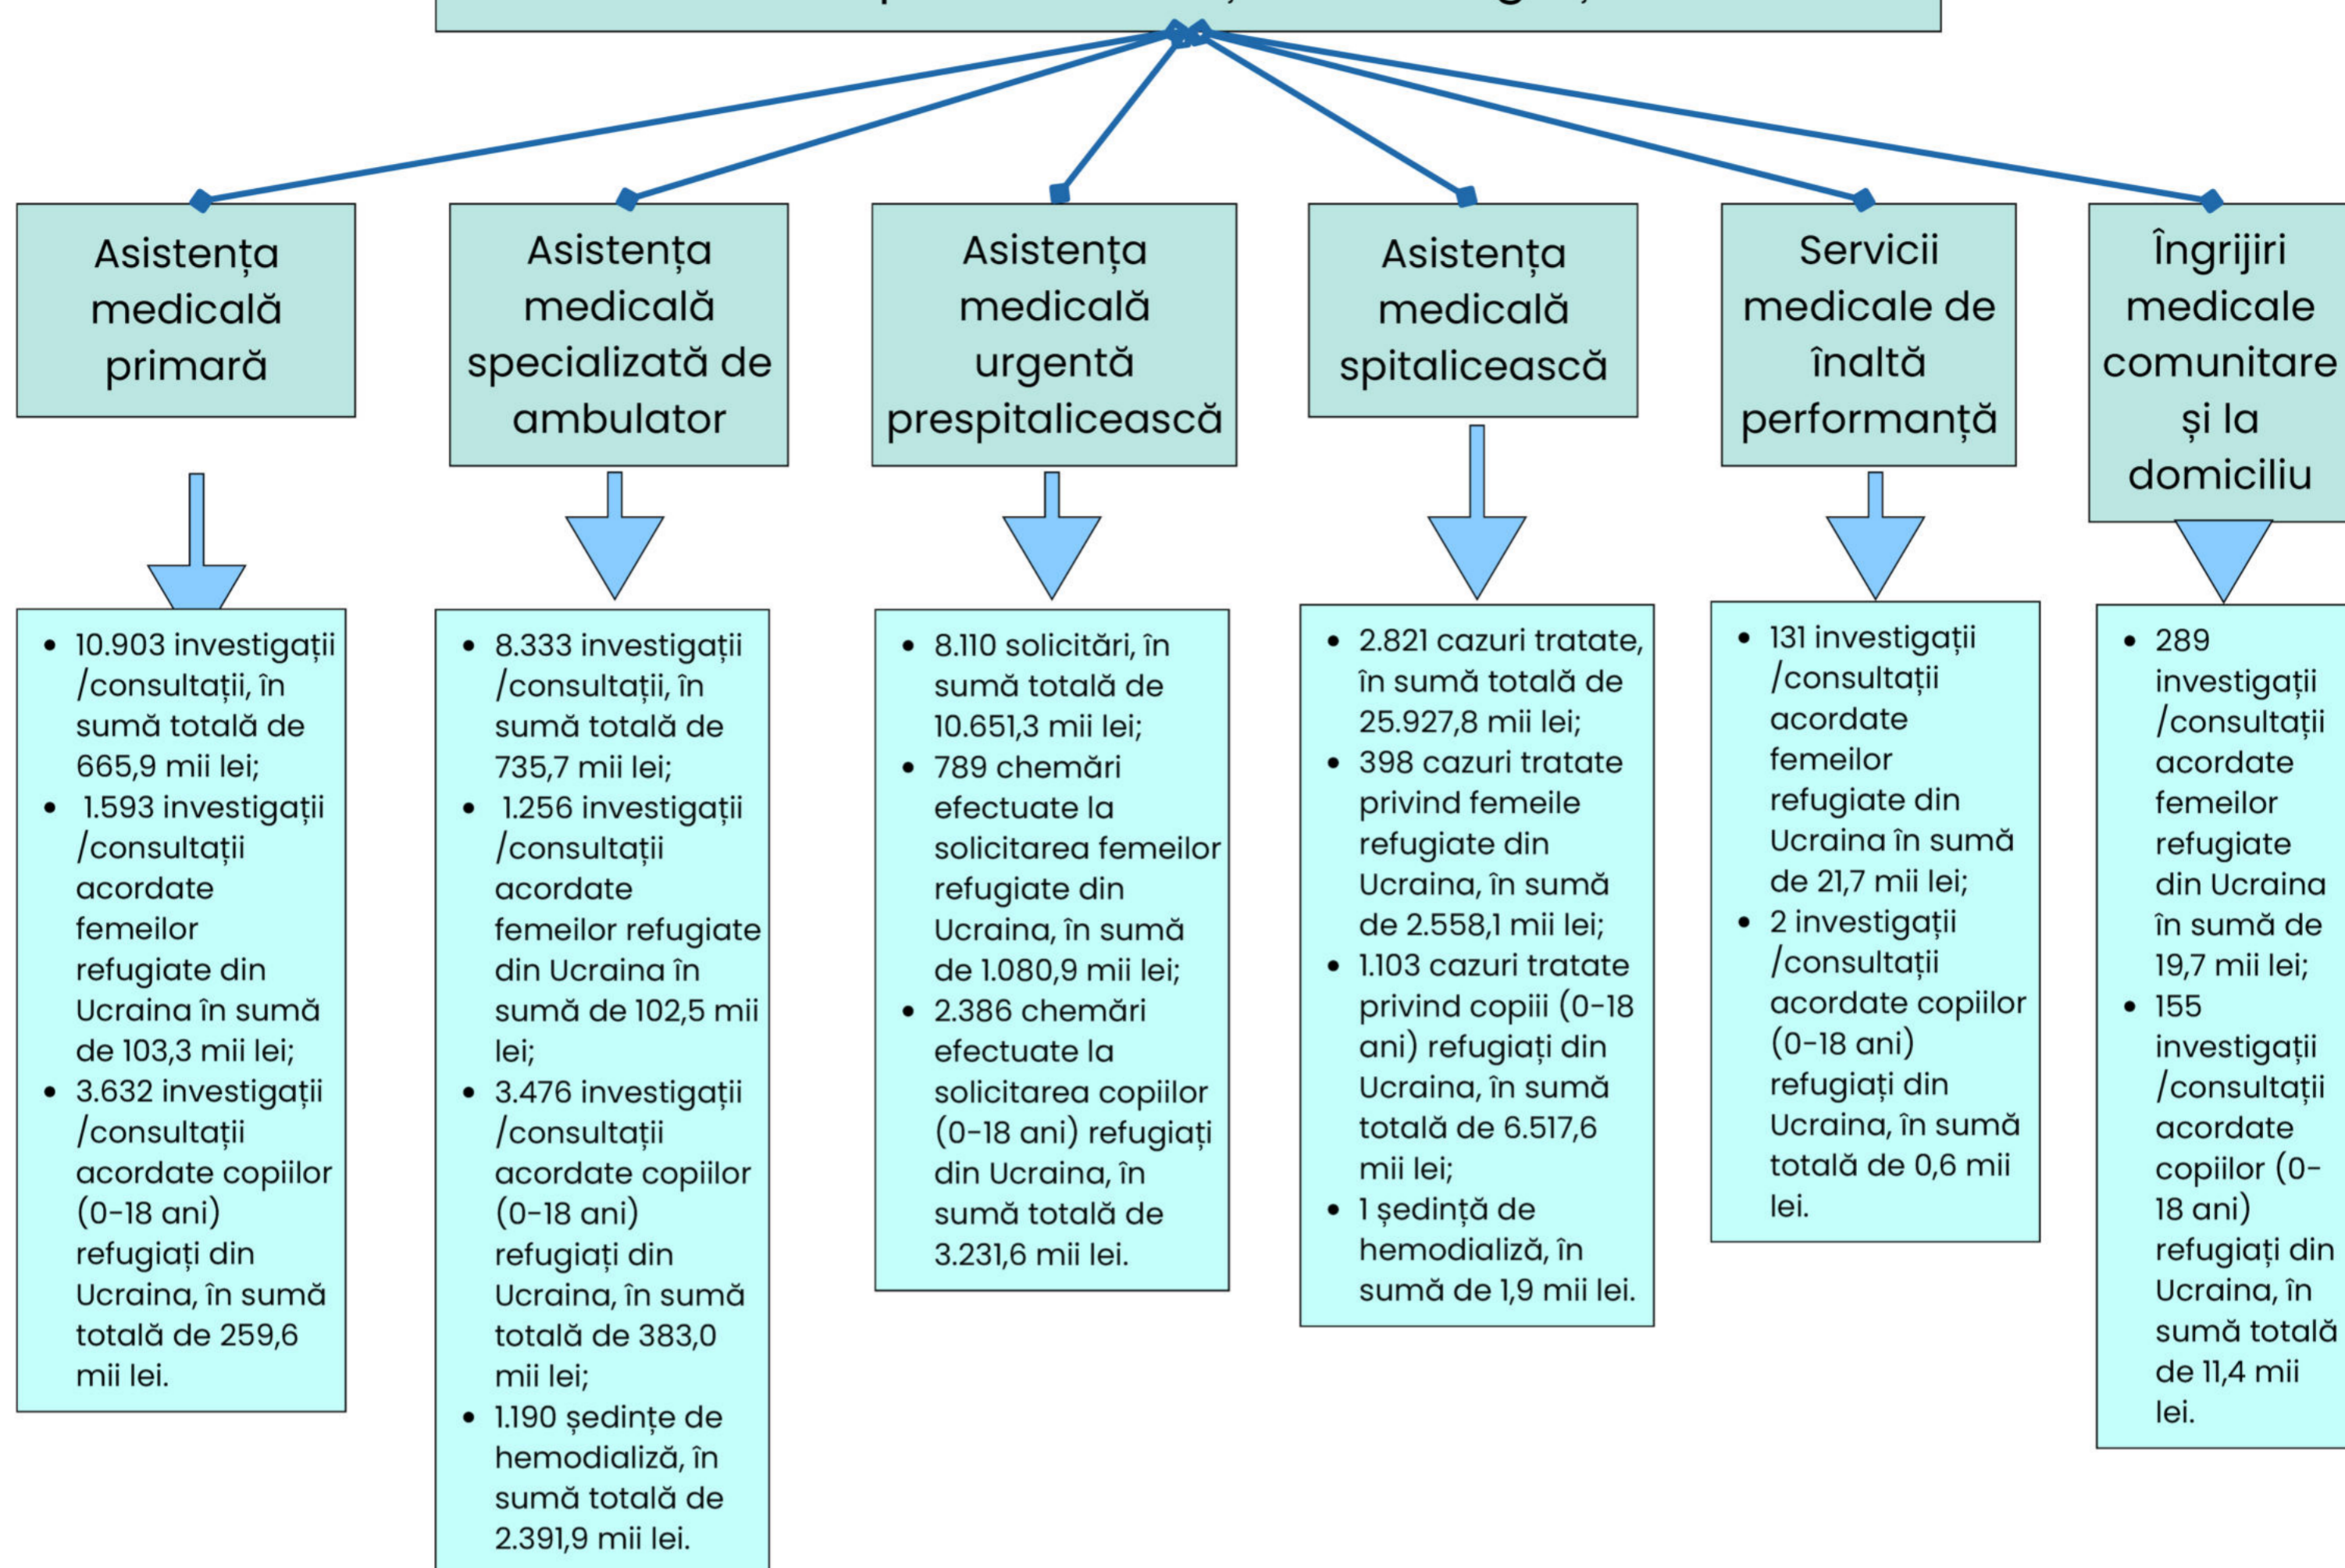 Asistența
medicală
primară
Asistența
medicală
specializată de
ambulator
Asistența
medicală
urgentă
prespitalicească
Asistența
medicală
spitalicească
Servicii
medicale de
înaltă
performanță
Îngrijiri
medicale
comunitare
și la
domiciliu
• 10.903 investigații
/consultații, în
sumă totală de
665,9 mii lei;
• 1.593 investigații
/consultații
acordate
femeilor
refugiate din
Ucraina în sumă
de 103,3 mii lei;
• 3.632 investigații
/consultații
acordate copiilor
(0-18 ani)
refugiați din
Ucraina, în sumă
totală de 259,6
mii lei.
• 8.333 investigații
/consultații, în
sumă totală de
735,7 mii lei;
• 1.256 investigații
/consultații
acordate
femeilor refugiate
din Ucraina în
sumă de 102,5 mii
lei;
• 3.476 investigații
/consultații
acordate copiilor
(0-18 ani)
refugiați din
Ucraina, în sumă
totală de 383,0
mii lei;
• 1.190 ședințe de
hemodializă, în
sumă totală de
2.391,9 mii lei.
• 8.110 solicitări, în
sumă totală de
10.651,3 mii lei;
• 789 chemări
efectuate la
solicitarea femeilor
refugiate din
Ucraina, în sumă
de 1.080,9 mii lei;
• 2.386 chemări
efectuate la
solicitarea copiilor
(0-18 ani) refugiați
din Ucraina, în
sumă totală de
3.231,6 mii lei.
• 2.821 cazuri tratate,
în sumă totală de
25.927,8 mii lei;
• 398 cazuri tratate
privind femeile
refugiate din
Ucraina, în sumă
de 2.558,1 mii lei;
• 1.103 cazuri tratate
privind copiii (0-18
ani) refugiați din
Ucraina, în sumă
totală de 6.517,6
mii lei;
• 1 ședință de
hemodializă, în
sumă de 1,9 mii lei.
• 131 investigații
/consultații
acordate
femeilor
refugiate din
Ucraina în sumă
de 21,7 mii lei;
• 2 investigații
/consultații
acordate copiilor
(0-18 ani)
refugiați din
Ucraina, în sumă
totală de 0,6 mii
lei.
• 289
investigații
/consultații
acordate
femeilor
refugiate
din Ucraina
în sumă de
19,7 mii lei;
• 155
investigații
/consultații
acordate
copiilor (0-
18 ani)
refugiați din
Ucraina, în
sumă totală
de 11,4 mii
lei.